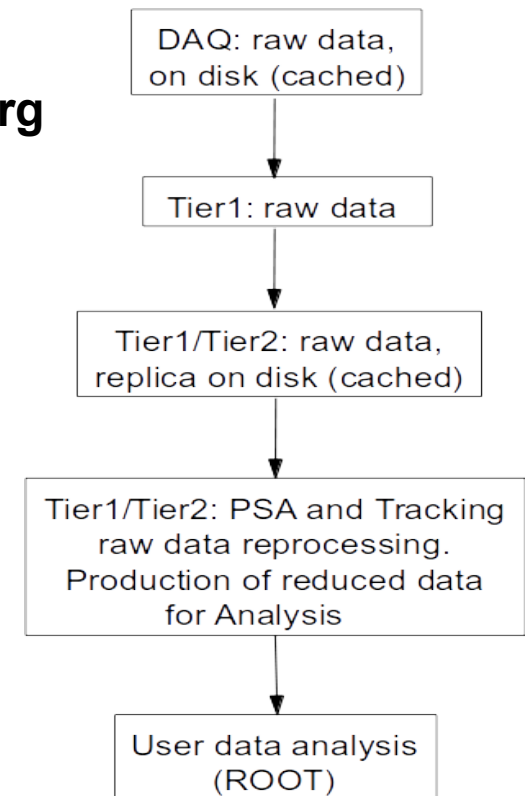 DAQ: raw data,
on disk (cached)
rg
Tier1: raw data
Tier1/Tier2: raw data,
replica on disk (cached)
Tier1/Tier2: PSA and Tracking
raw data reprocessing.
Production of reduced data
for Analysis
User data analysis
(ROOT)